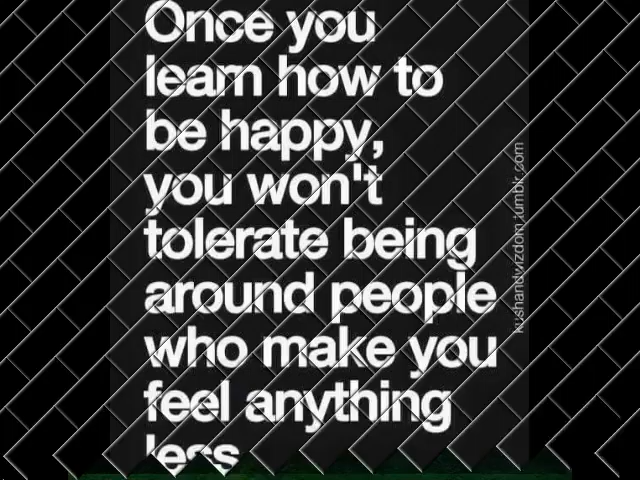 Once you
learn how to
be happy,
you won't
tolerate being
around people
who make you
feel anything
less
kushandwizdom.tumblr.com